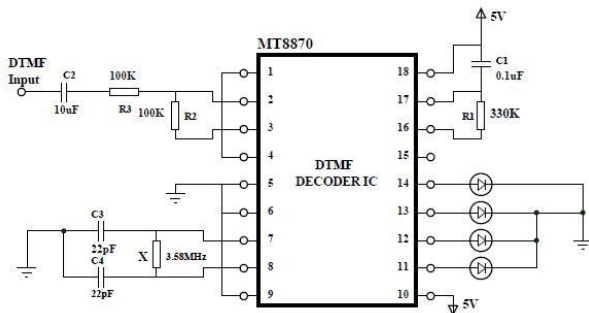 5V
MT8870
DTMF
Input
C2
10uF
100K
R3
100K
R2
1
2
3
4
5
6
7
8
9
DTMF
DECODER IC
18
17
16
15
14
13
12
11
10
C1
0.1uF
R1
330K
C3
22pF
C4
22pF
X
3.58MHz
5V